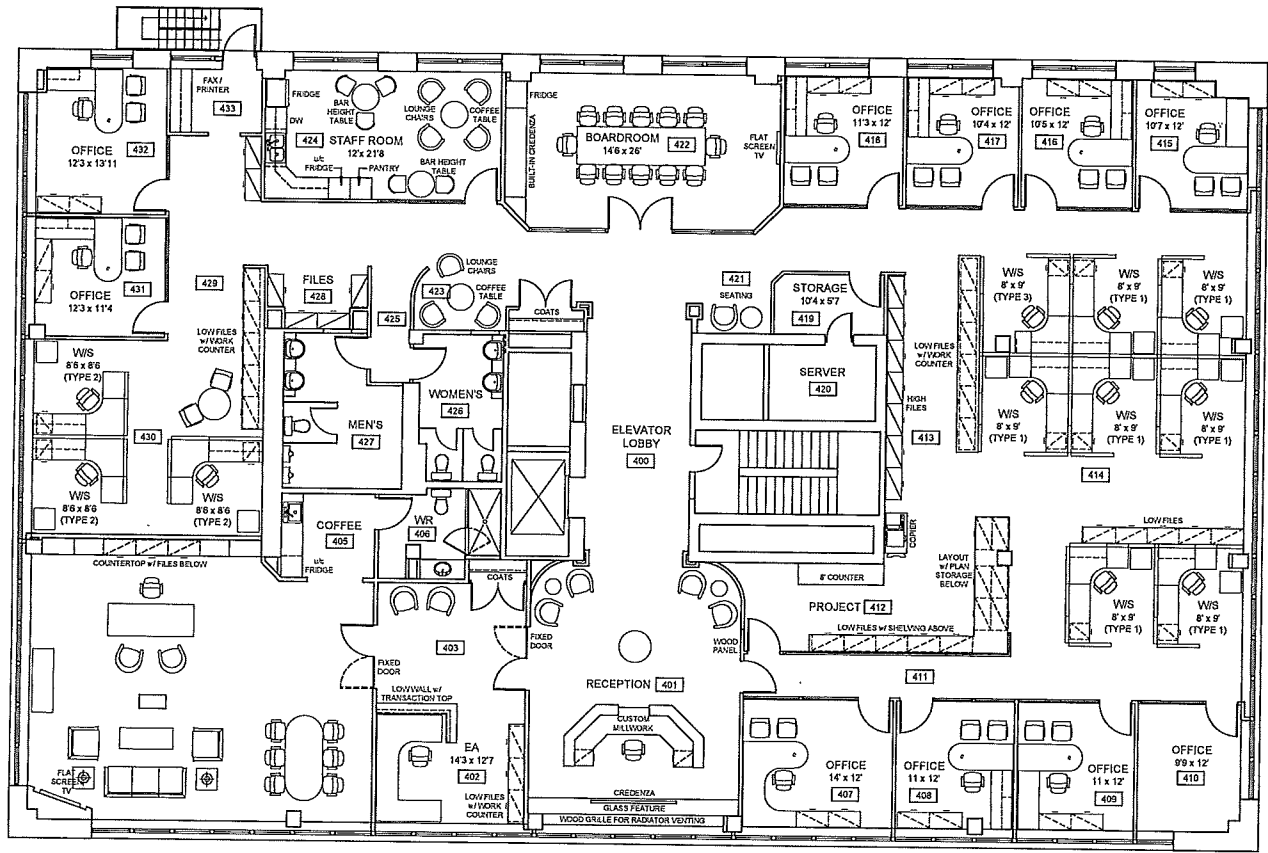 FAX /
PRINTER
433
OFFICE
432
12'3 x 13'11
FRIDGE
DW
424
BAR
HEIGHT
TABLE
LOUNGE
CHAIRS
COFFEE
TABLE
STAFF ROOM
12'x 21'8
U/C
FRIDGE
PANTRY
BAR HEIGHT
TABLE
FRIDGE
BUILT-IN CREDENZA
BOARDROOM
422
14'6 x 26'
FLAT
SCREEN
TV
OFFICE
11'3 x 12'
418
OFFICE
10'4 x 12'
417
OFFICE
10'5 x 12'
416
OFFICE
10'7 x 12'
415
431
OFFICE
12'3 x 11'4
429
FILES
428
LOUNGE
CHAIRS
423
COFFEE
TABLE
425
COATS
421
SEATING
STORAGE
10'4 x 5'7
419
W/S
8' x 9'
(TYPE 3)
W/S
8' x 9'
(TYPE 1)
W/S
8' x 9'
(TYPE 1)
LOW FILES
w/ WORK
COUNTER
W/S
8'6 x 8'6
(TYPE 2)
430
W/S
8'6 x 8'6
(TYPE 2)
W/S
8'6 x 8'6
(TYPE 2)
MEN'S
427
WOMEN'S
426
ELEVATOR
LOBBY
400
SERVER
420
HIGH
FILES
413
LOW FILES
w/ WORK
COUNTER
W/S
8' x 9'
(TYPE 1)
W/S
8' x 9'
(TYPE 1)
W/S
8' x 9'
(TYPE 1)
414
COUNTERTOP w/ FILES BELOW
COFFEE
405
U/C
FRIDGE
WR
406
COATS
COPIER
8' COUNTER
LAYOUT
w/ PLAN
STORAGE
BELOW
LOW FILES
W/S
8' x 9'
(TYPE 1)
W/S
8' x 9'
(TYPE 1)
PROJECT
412
LOW FILES w/ SHELVING ABOVE
FIXED
DOOR
403
FIXED
DOOR
WOOD
PANEL
411
LOW WALL w/
TRANSACTION TOP
RECEPTION
401
CUSTOM
MILLWORK
EA
14'3 x 12'7
402
LOW FILES
w/ WORK
COUNTER
FLAT
SCREEN
TV
CREDENZA
GLASS FEATURE
WOOD GRILLE FOR RADIATOR VENTING
OFFICE
14' x 12'
407
OFFICE
11 x 12'
408
OFFICE
11 x 12'
409
OFFICE
9'9 x 12'
410